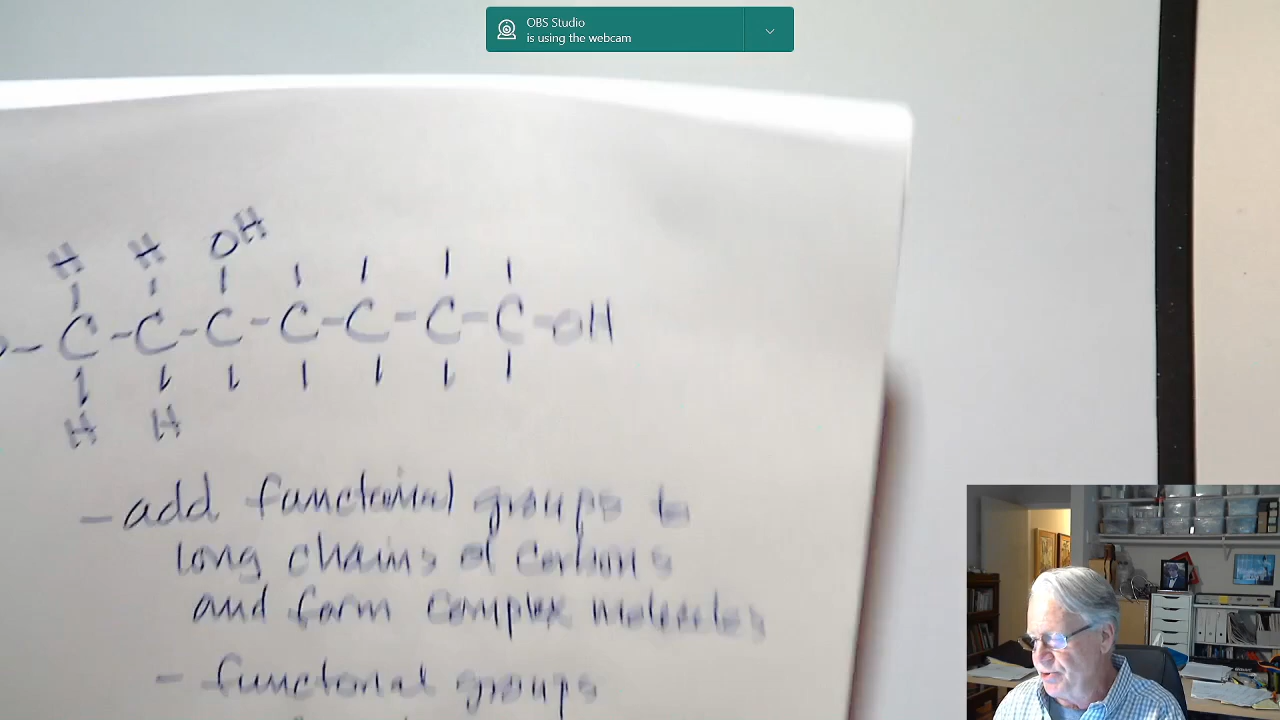 OBS Studio
is using the webcam
H H OH
- C - C - C - C - C - C - C - OH
H H
- add functional groups to
long chains of carbons
and form complex molecules
- functional groups